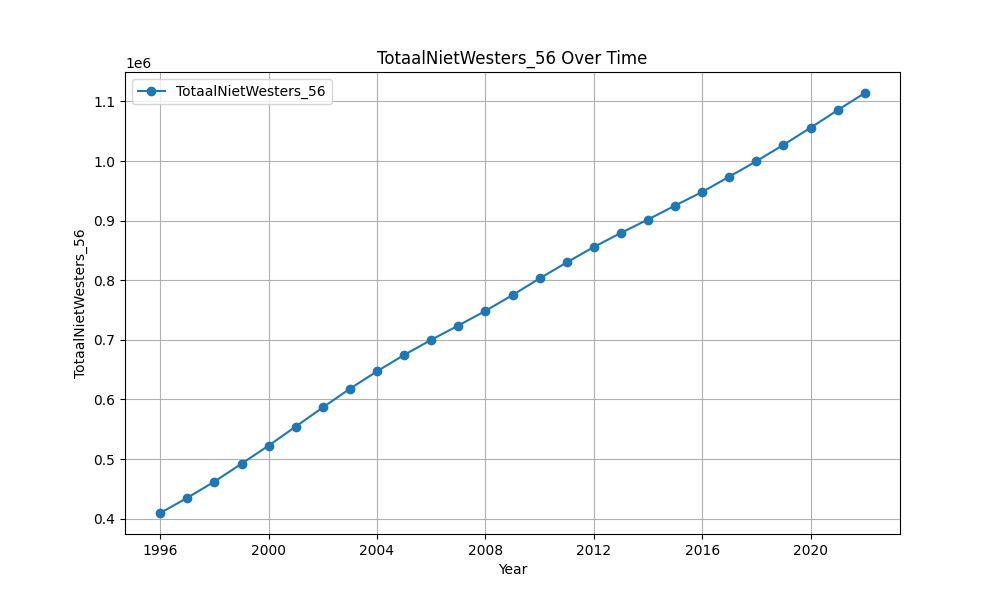 TotaalNietWesters_56 Over Time
1e6
TotaalNietWesters_56
1.1
1.0
0.9
0.8
0.7
0.6
0.5
0.4
TotaalNietWesters_56
1996 2000 2004 2008 2012 2016 2020
Year